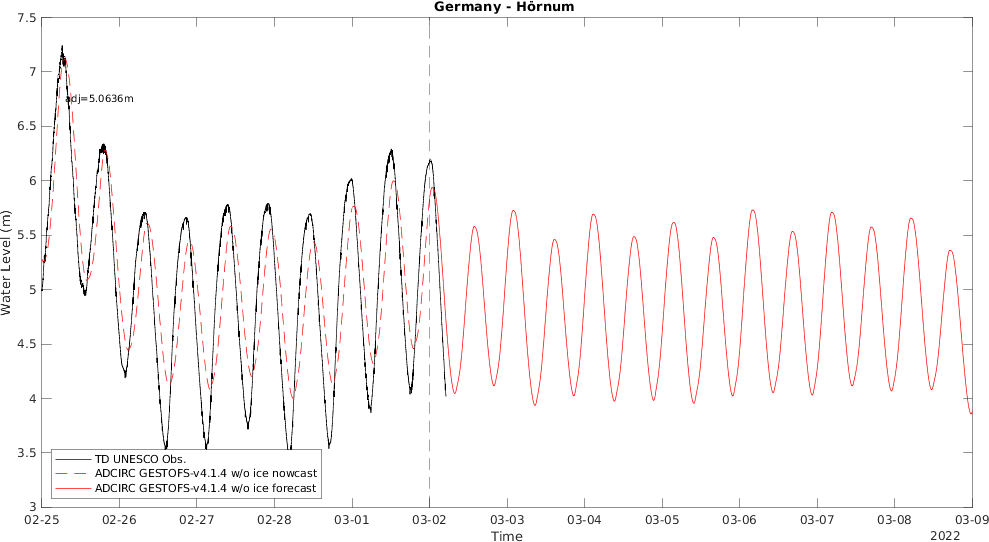 Germany - Hörnum
7.5
7
6.5
6
5.5
5
4.5
4
3.5
3
Water Level (m)
adj=5.0636m
TD UNESCO Obs.
ADCIRC GESTOFS-v4.1.4 w/o ice nowcast
ADCIRC GESTOFS-v4.1.4 w/o ice forecast
02-25 02-26 02-27 02-28 03-01 03-02 03-03 03-04 03-05 03-06 03-07 03-08 03-09
Time
2022